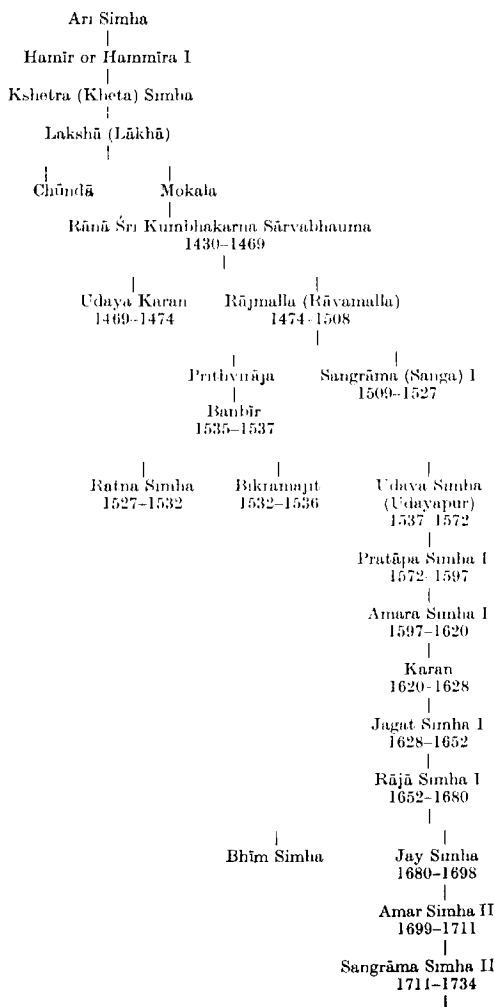 Ari Simha
Hamīr or Hammīra I
Kshetra (Kheta) Simha
Lakshā (Lākhā)
Chūndā Mokala
Rānā Śrī Kumbhakarna Sārvabhauma
1430–1469
Udaya Karan Rājmalla (Rāyamalla)
1469–1474 1474–1508
Prithvirāja Sangrāma (Sanga) I
1509–1527
Banbīr
1535–1537
Ratna Simha Bikramajit Udaya Simha
1527–1532 1532–1536 (Udayapur)
1537–1572
Pratāpa Simha I
1572–1597
Amara Simha I
1597–1620
Karan
1620–1628
Jagat Simha I
1628–1652
Rājā Simha I
1652–1680
Bhīm Simha Jay Simha
1680–1698
Amar Simha II
1699–1711
Sangrāma Simha II
1711–1734